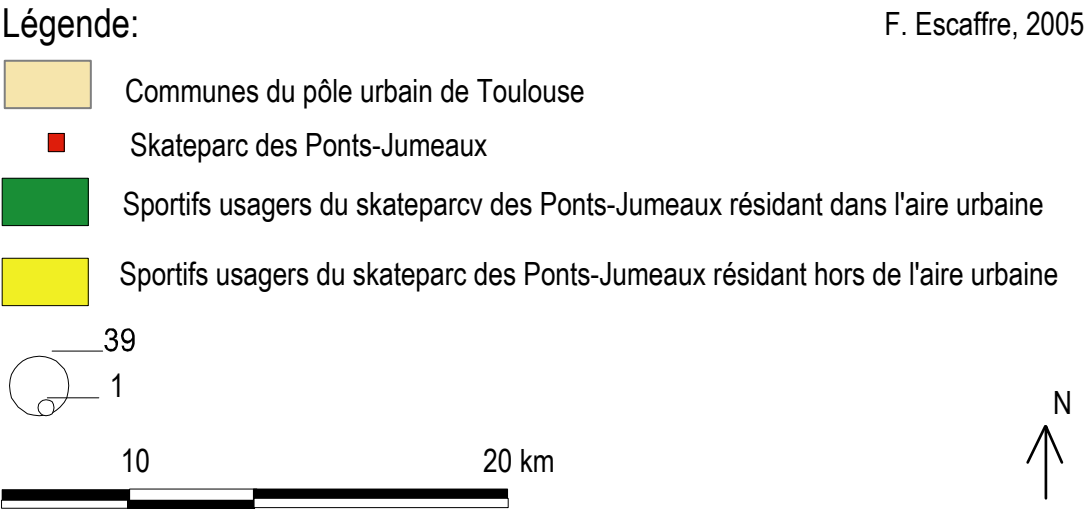 Légende:
F. Escaffre, 2005
Communes du pôle urbain de Toulouse
Skateparc des Ponts-Jumeaux
Sportifs usagers du skateparcv des Ponts-Jumeaux résidant dans l'aire urbaine
Sportifs usagers du skateparc des Ponts-Jumeaux résidant hors de l'aire urbaine
39
1
N
10
20 km